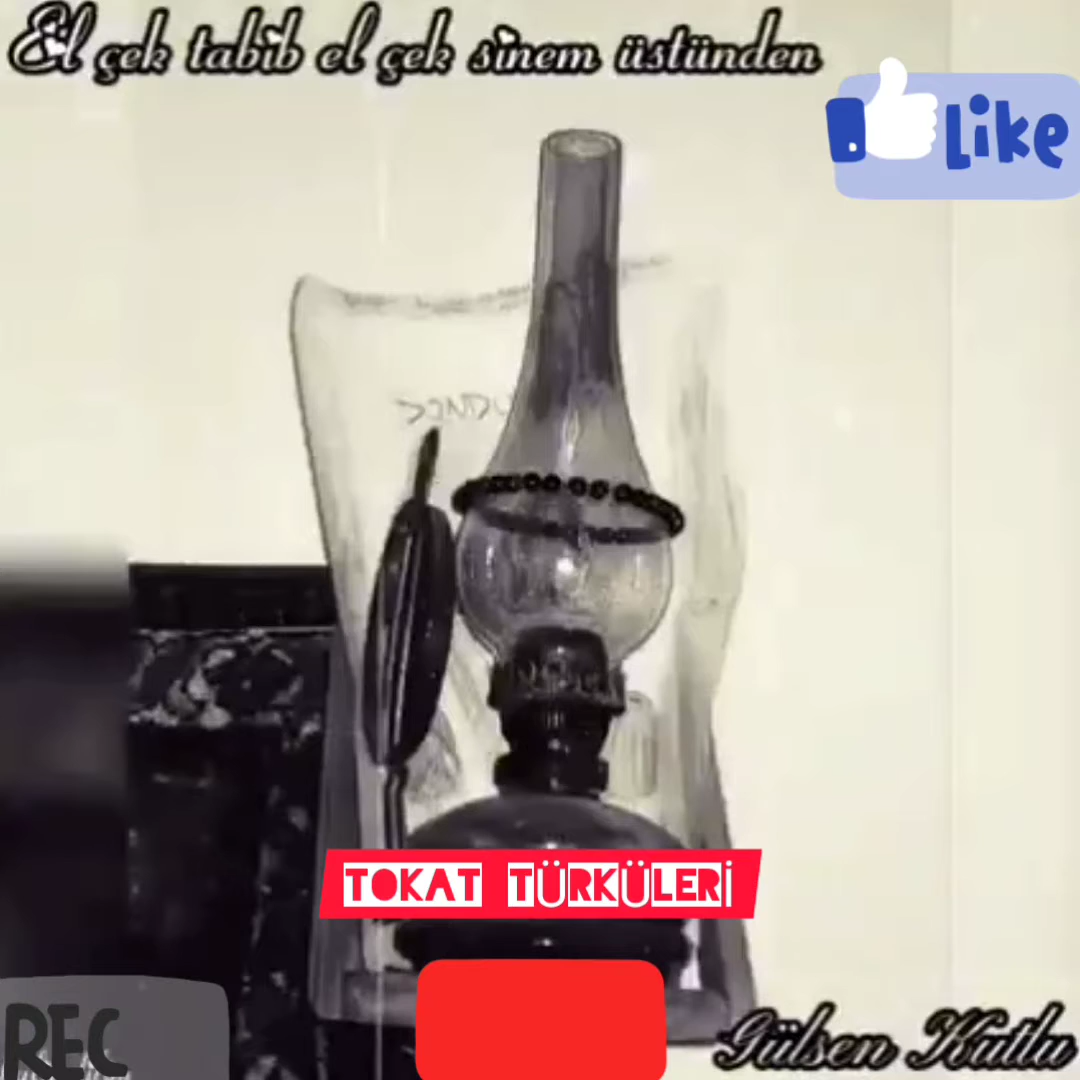 El çek tabib el çek sinem üstünden
Like
TOKAT TÜRKÜLERİ
REC
Gülsen Kutlu